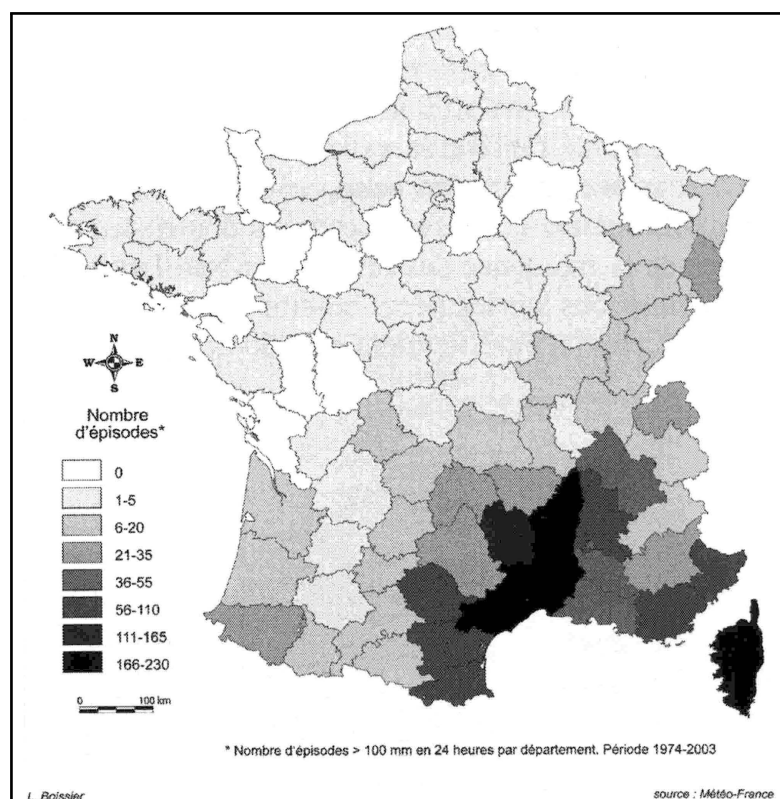 N
W E
S
Nombre
d'épisodes*
0
1-5
6-20
21-35
36-55
56-110
111-165
166-230
0 100 km
* Nombre d'épisodes > 100 mm en 24 heures par département. Période 1974-2003
L. Boissier
source : Météo-France